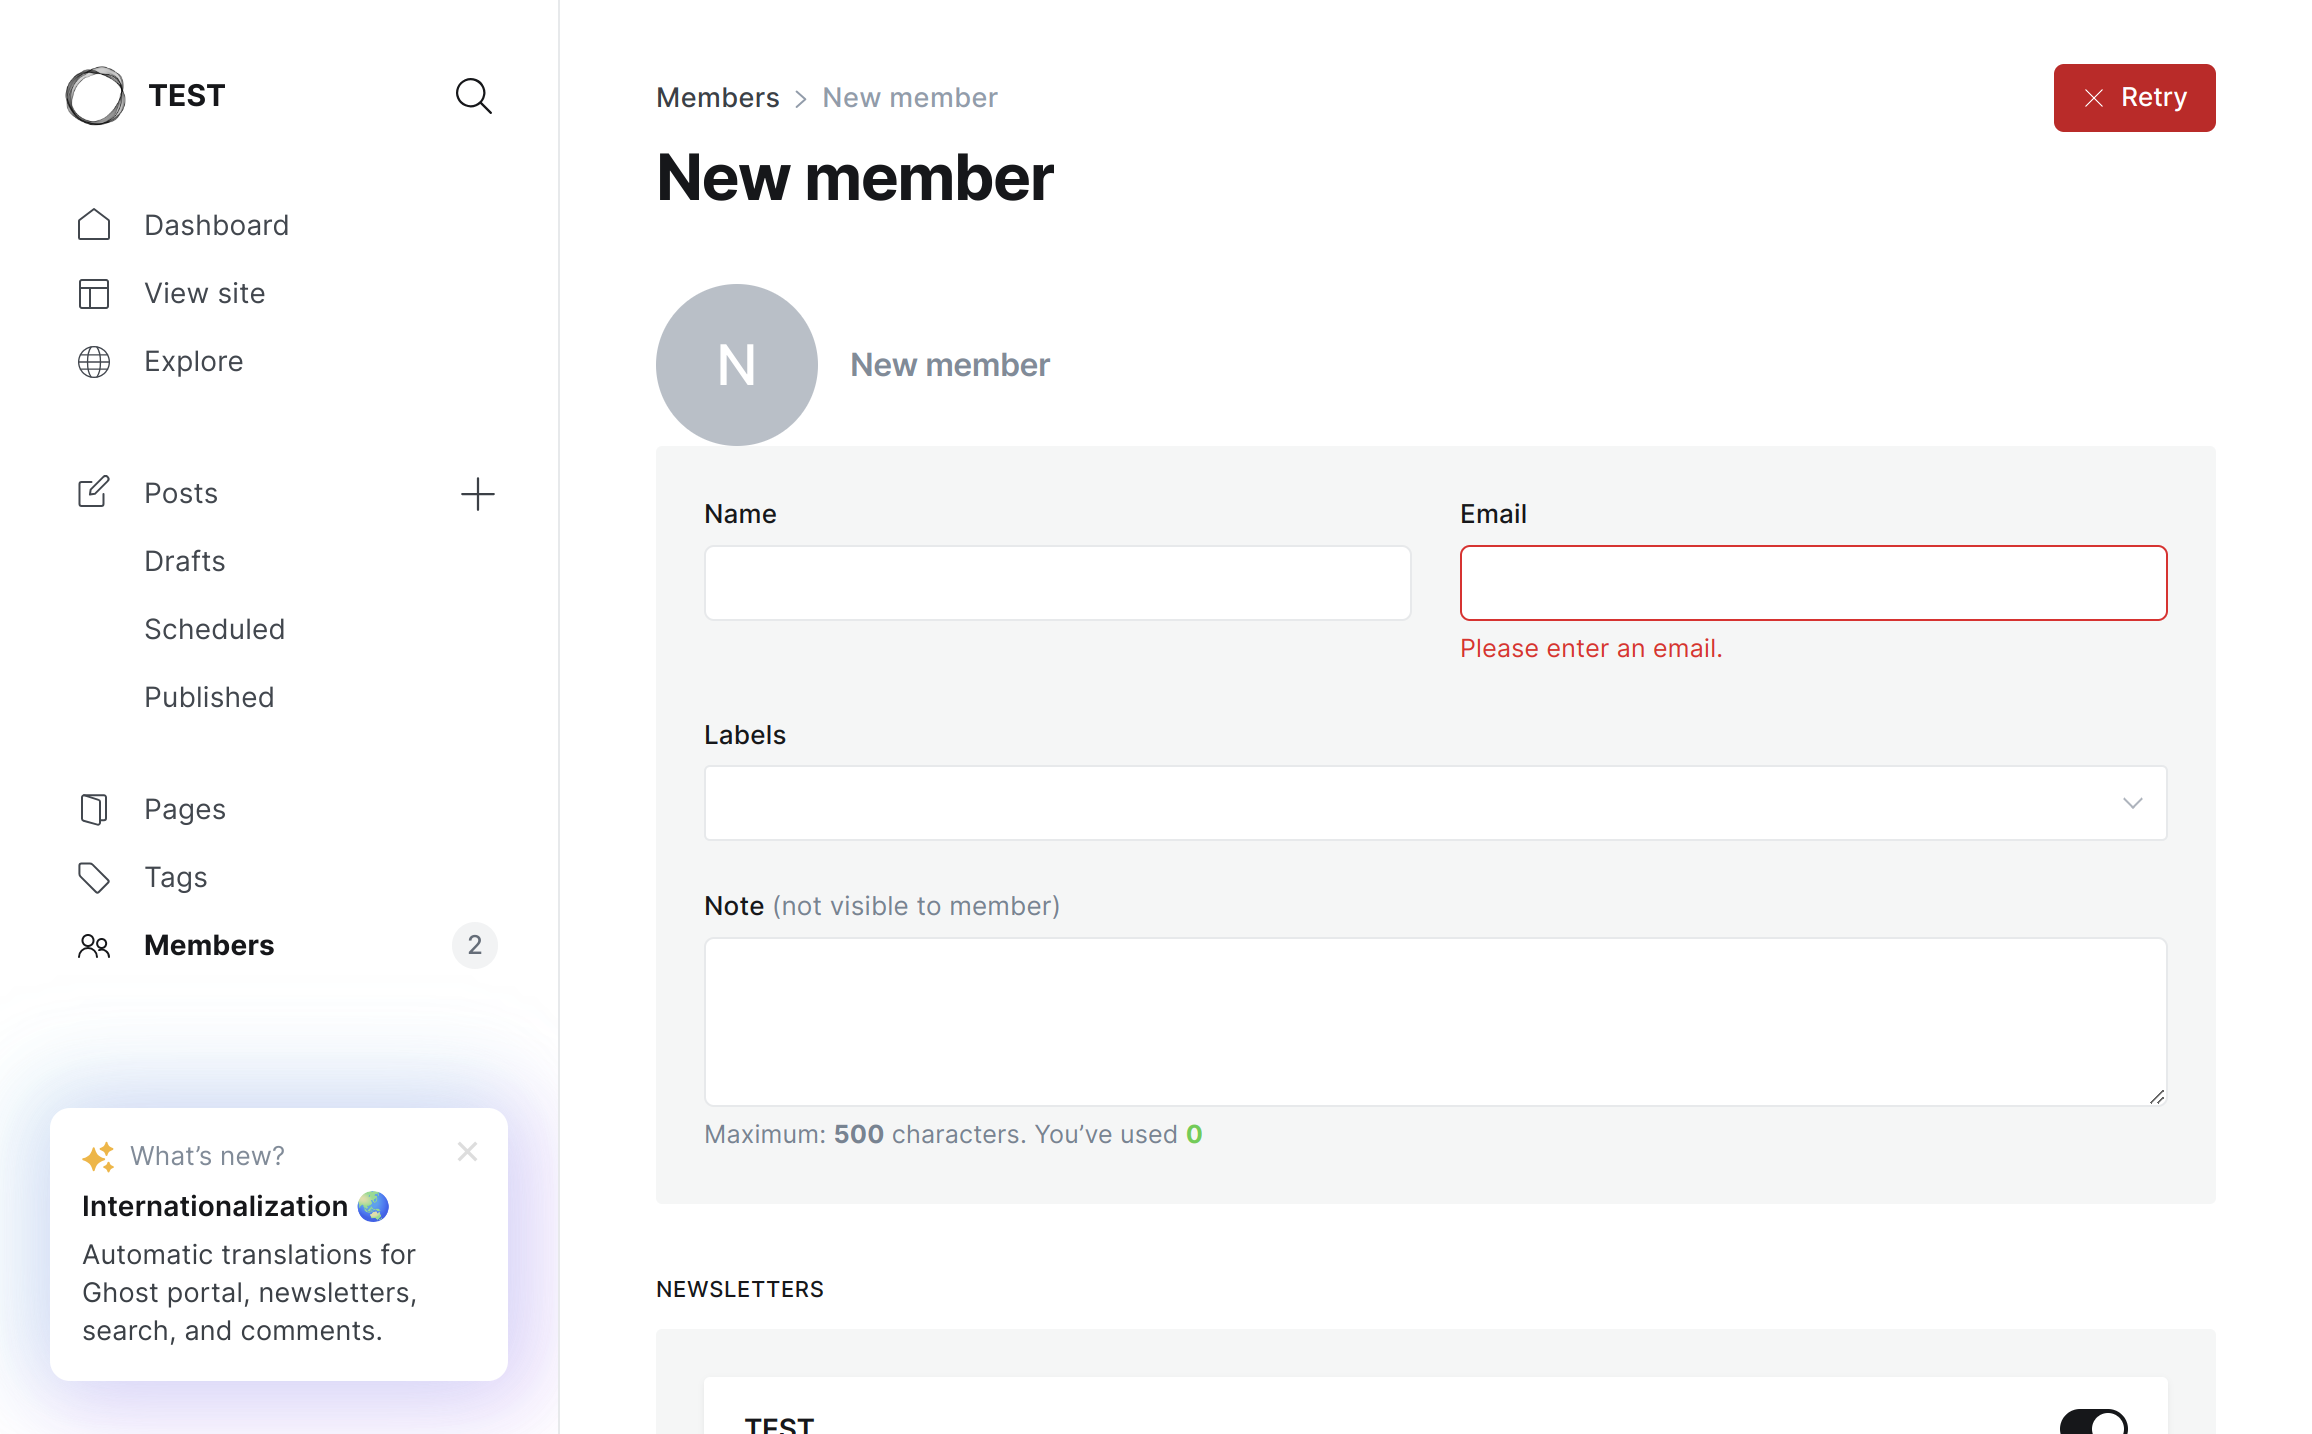 TEST
Dashboard
View site
Explore
Posts
Drafts
Scheduled
Published
Pages
Tags
Members 2
What’s new?
Internationalization
Automatic translations for
Ghost portal, newsletters,
search, and comments.
Members > New member
Retry
New member
N
New member
Name
Email
Please enter an email.
Labels
Note (not visible to member)
Maximum: 500 characters. You’ve used 0
NEWSLETTERS
TEST